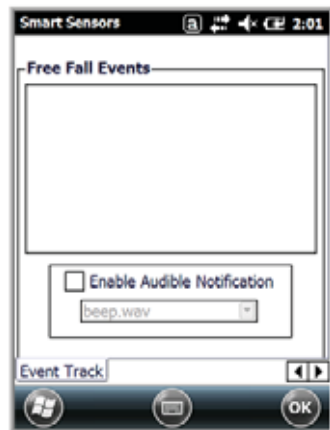 Smart Sensors a 2:01
Free Fall Events
Enable Audible Notification
beep.wav
Event Track
OK